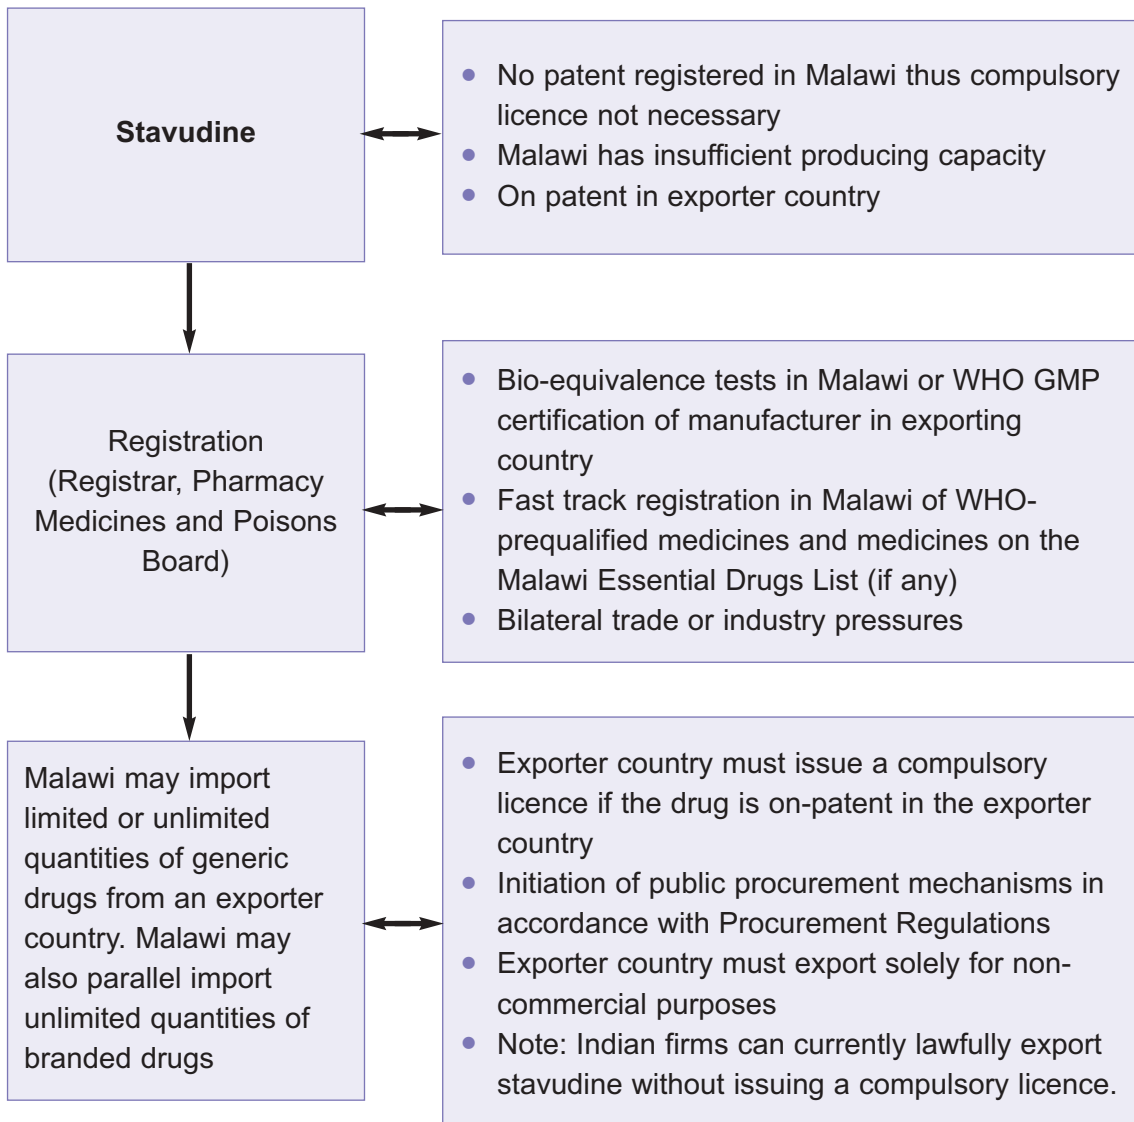 Stavudine
• No patent registered in Malawi thus compulsory
licence not necessary
• Malawi has insufficient producing capacity
• On patent in exporter country
Registration
(Registrar, Pharmacy
Medicines and Poisons
Board)
• Bio-equivalence tests in Malawi or WHO GMP
certification of manufacturer in exporting
country
• Fast track registration in Malawi of WHO-
prequalified medicines and medicines on the
Malawi Essential Drugs List (if any)
• Bilateral trade or industry pressures
Malawi may import
limited or unlimited
quantities of generic
drugs from an exporter
country. Malawi may
also parallel import
unlimited quantities of
branded drugs
• Exporter country must issue a compulsory
licence if the drug is on-patent in the exporter
country
• Initiation of public procurement mechanisms in
accordance with Procurement Regulations
• Exporter country must export solely for non-
commercial purposes
• Note: Indian firms can currently lawfully export
stavudine without issuing a compulsory licence.